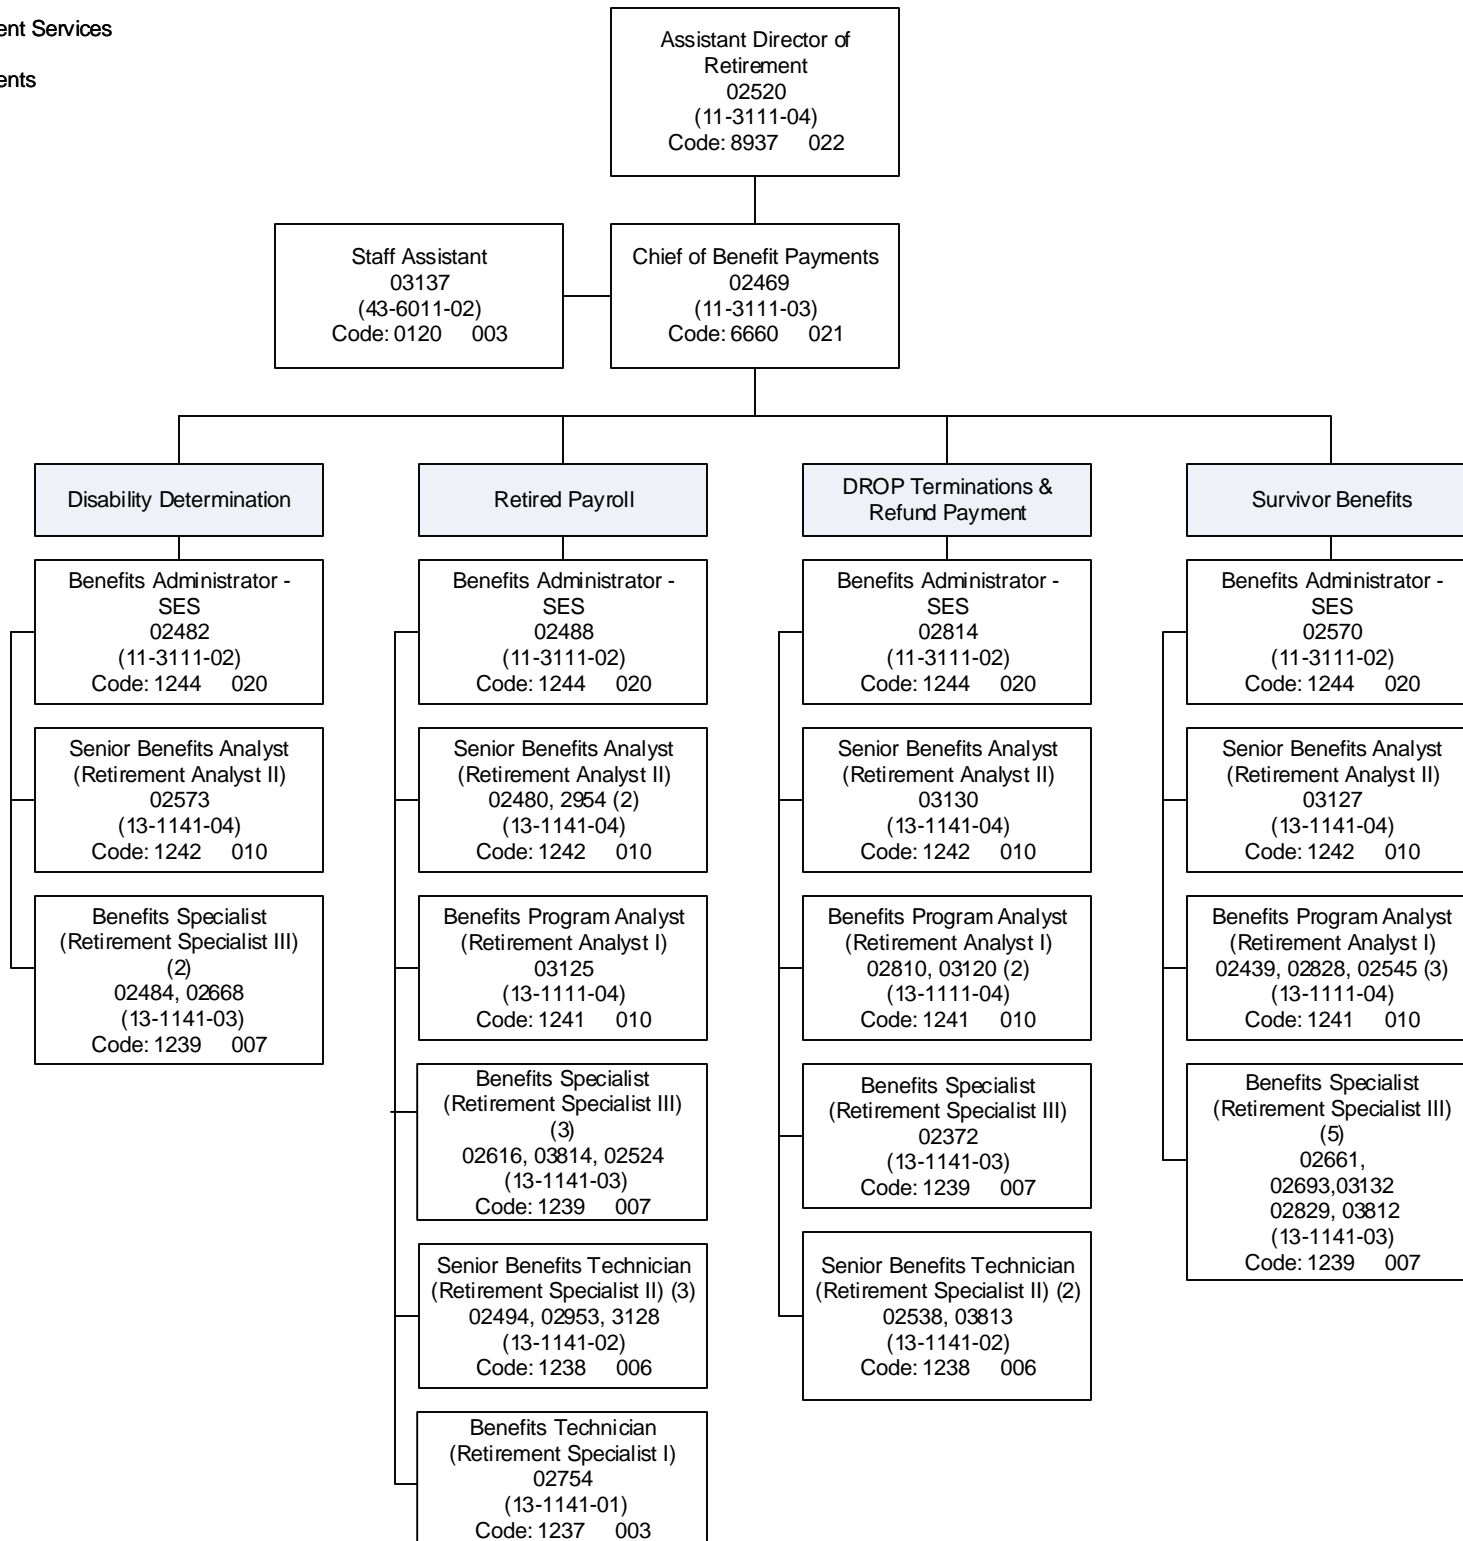 ent Services
ents
Assistant Director of
Retirement
02520
(11-3111-04)
Code: 8937 022
Staff Assistant
03137
(43-6011-02)
Code: 0120 003
Chief of Benefit Payments
02469
(11-3111-03)
Code: 6660 021
Disability Determination
Benefits Administrator -
SES
02482
(11-3111-02)
Code: 1244 020
Senior Benefits Analyst
(Retirement Analyst II)
02573
(13-1141-04)
Code: 1242 010
Benefits Specialist
(Retirement Specialist III)
(2)
02484, 02668
(13-1141-03)
Code: 1239 007
Retired Payroll
Benefits Administrator -
SES
02488
(11-3111-02)
Code: 1244 020
Senior Benefits Analyst
(Retirement Analyst II)
02480, 2954 (2)
(13-1141-04)
Code: 1242 010
Benefits Program Analyst
(Retirement Analyst I)
03125
(13-1111-04)
Code: 1241 010
Benefits Specialist
(Retirement Specialist III)
(3)
02616, 03814, 02524
(13-1141-03)
Code: 1239 007
Senior Benefits Technician
(Retirement Specialist II) (3)
02494, 02953, 3128
(13-1141-02)
Code: 1238 006
Benefits Technician
(Retirement Specialist I)
02754
(13-1141-01)
Code: 1237 003
DROP Terminations &
Refund Payment
Benefits Administrator -
SES
02814
(11-3111-02)
Code: 1244 020
Senior Benefits Analyst
(Retirement Analyst II)
03130
(13-1141-04)
Code: 1242 010
Benefits Program Analyst
(Retirement Analyst I)
02810, 03120 (2)
(13-1111-04)
Code: 1241 010
Benefits Specialist
(Retirement Specialist III)
02372
(13-1141-03)
Code: 1239 007
Senior Benefits Technician
(Retirement Specialist II) (2)
02538, 03813
(13-1141-02)
Code: 1238 006
Survivor Benefits
Benefits Administrator -
SES
02570
(11-3111-02)
Code: 1244 020
Senior Benefits Analyst
(Retirement Analyst II)
03127
(13-1141-04)
Code: 1242 010
Benefits Program Analyst
(Retirement Analyst I)
02439, 02828, 02545 (3)
(13-1111-04)
Code: 1241 010
Benefits Specialist
(Retirement Specialist III)
(5)
02661,
02693,03132
02829, 03812
(13-1141-03)
Code: 1239 007